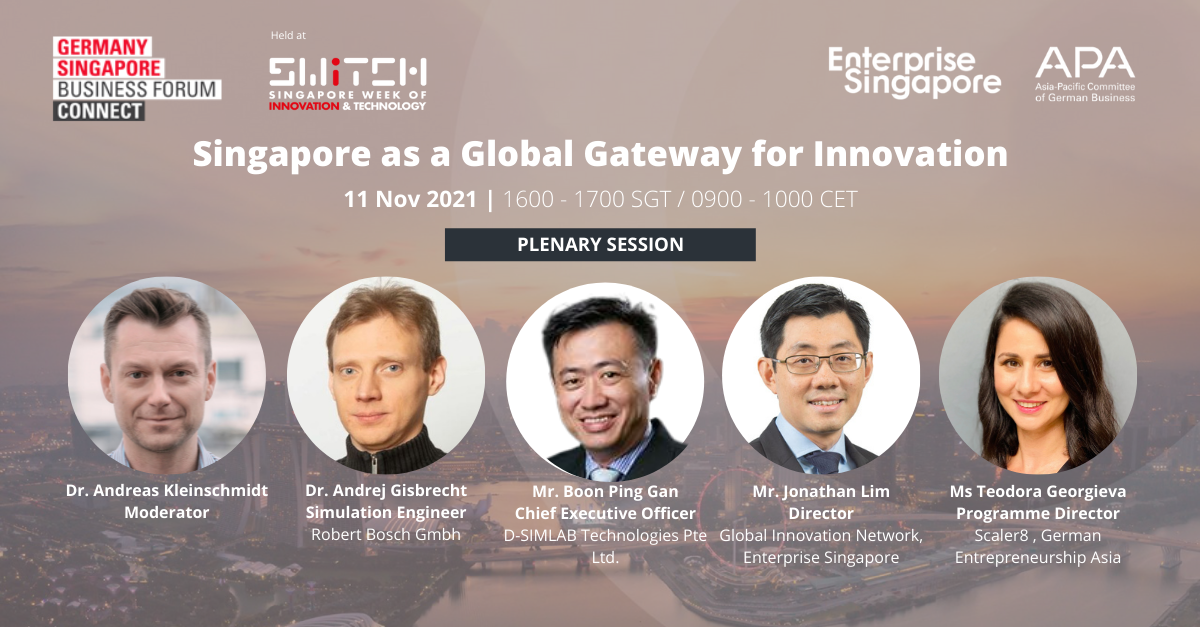 GERMANY
SINGAPORE
BUSINESS FORUM
CONNECT
Held at
SWiTCH
SINGAPORE WEEK OF
INNOVATION & TECHNOLOGY
Enterprise
Singapore
APA
Asia-Pacific Committee
of German Business
Singapore as a Global Gateway for Innovation
11 Nov 2021 | 1600 - 1700 SGT / 0900 - 1000 CET
PLENARY SESSION
Dr. Andreas Kleinschmidt
Moderator
Dr. Andrej Gisbrecht
Simulation Engineer
Robert Bosch Gmbh
Mr. Boon Ping Gan
Chief Executive Officer
D-SIMLAB Technologies Pte
Ltd.
Mr. Jonathan Lim
Director
Global Innovation Network,
Enterprise Singapore
Ms Teodora Georgieva
Programme Director
Scaler8 , German
Entrepreneurship Asia